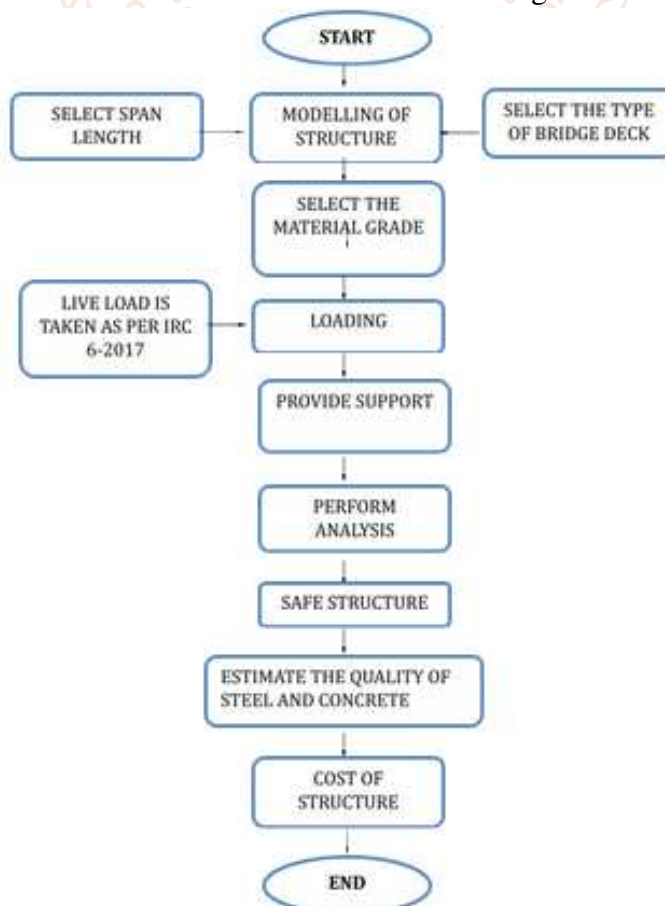 START
SELECT SPAN
LENGTH
MODELLING OF
STRUCTURE
SELECT THE TYPE
OF BRIDGE DECK
SELECT THE
MATERIAL GRADE
LIVE LOAD IS
TAKEN AS PER IRC
6-2017
LOADING
PROVIDE SUPPORT
PERFORM
ANALYSIS
SAFE STRUCTURE
ESTIMATE THE QUALITY OF
STEEL AND CONCRETE
COST OF
STRUCTURE
END